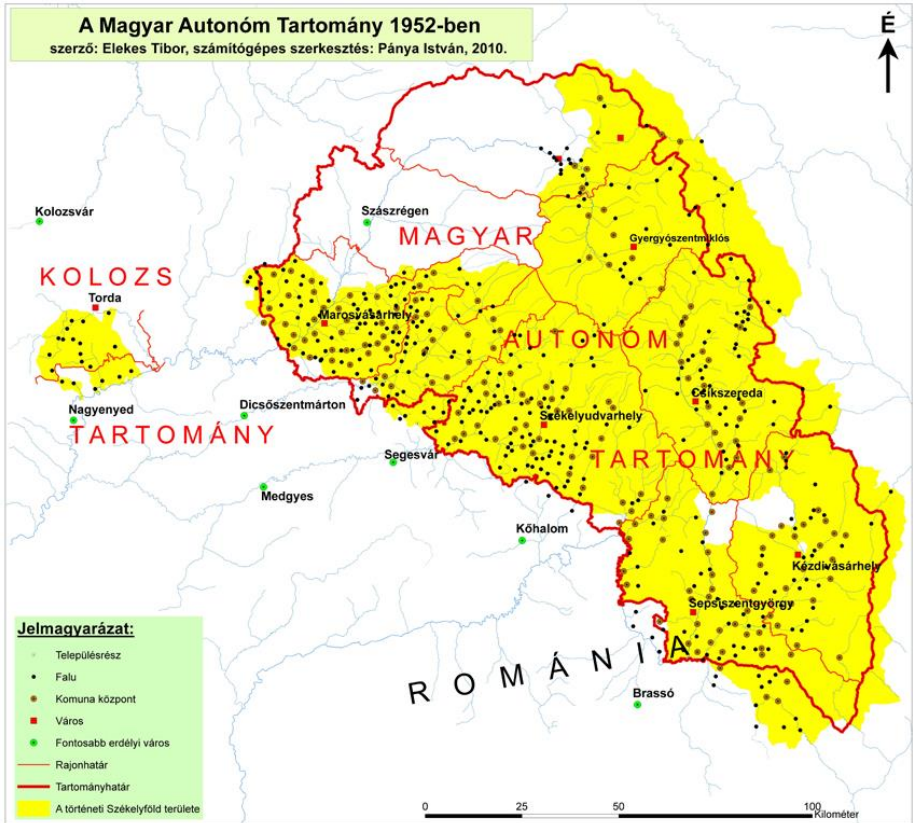 A Magyar Autonóm Tartomány 1952-ben
szerző: Elekes Tibor, számítógépes szerkesztés: Pánya István, 2010.
É
Kolozsvár
Szászrégen
MAGYAR
Gyergyószentmiklós
KOLOZS
Torda
Marosvásárhely
AUTONÓM
Csikszereda
Dicsőszentmárton
Nagyenyed
TARTOMÁNY
Székelyudvarhely
Segesvár
TARTOMÁNY
Medgyes
Kőhalom
Kézdivásárhely
Sepsiszentgyörgy
ROMÁNIA
Brassó
Jelmagyarázat:
Településrész
Falu
Komuna központ
Város
Fontosabb erdélyi város
Rajonhatár
Tartományhatár
A történeti Székelyföld területe
0 25 50 100
Kilométer